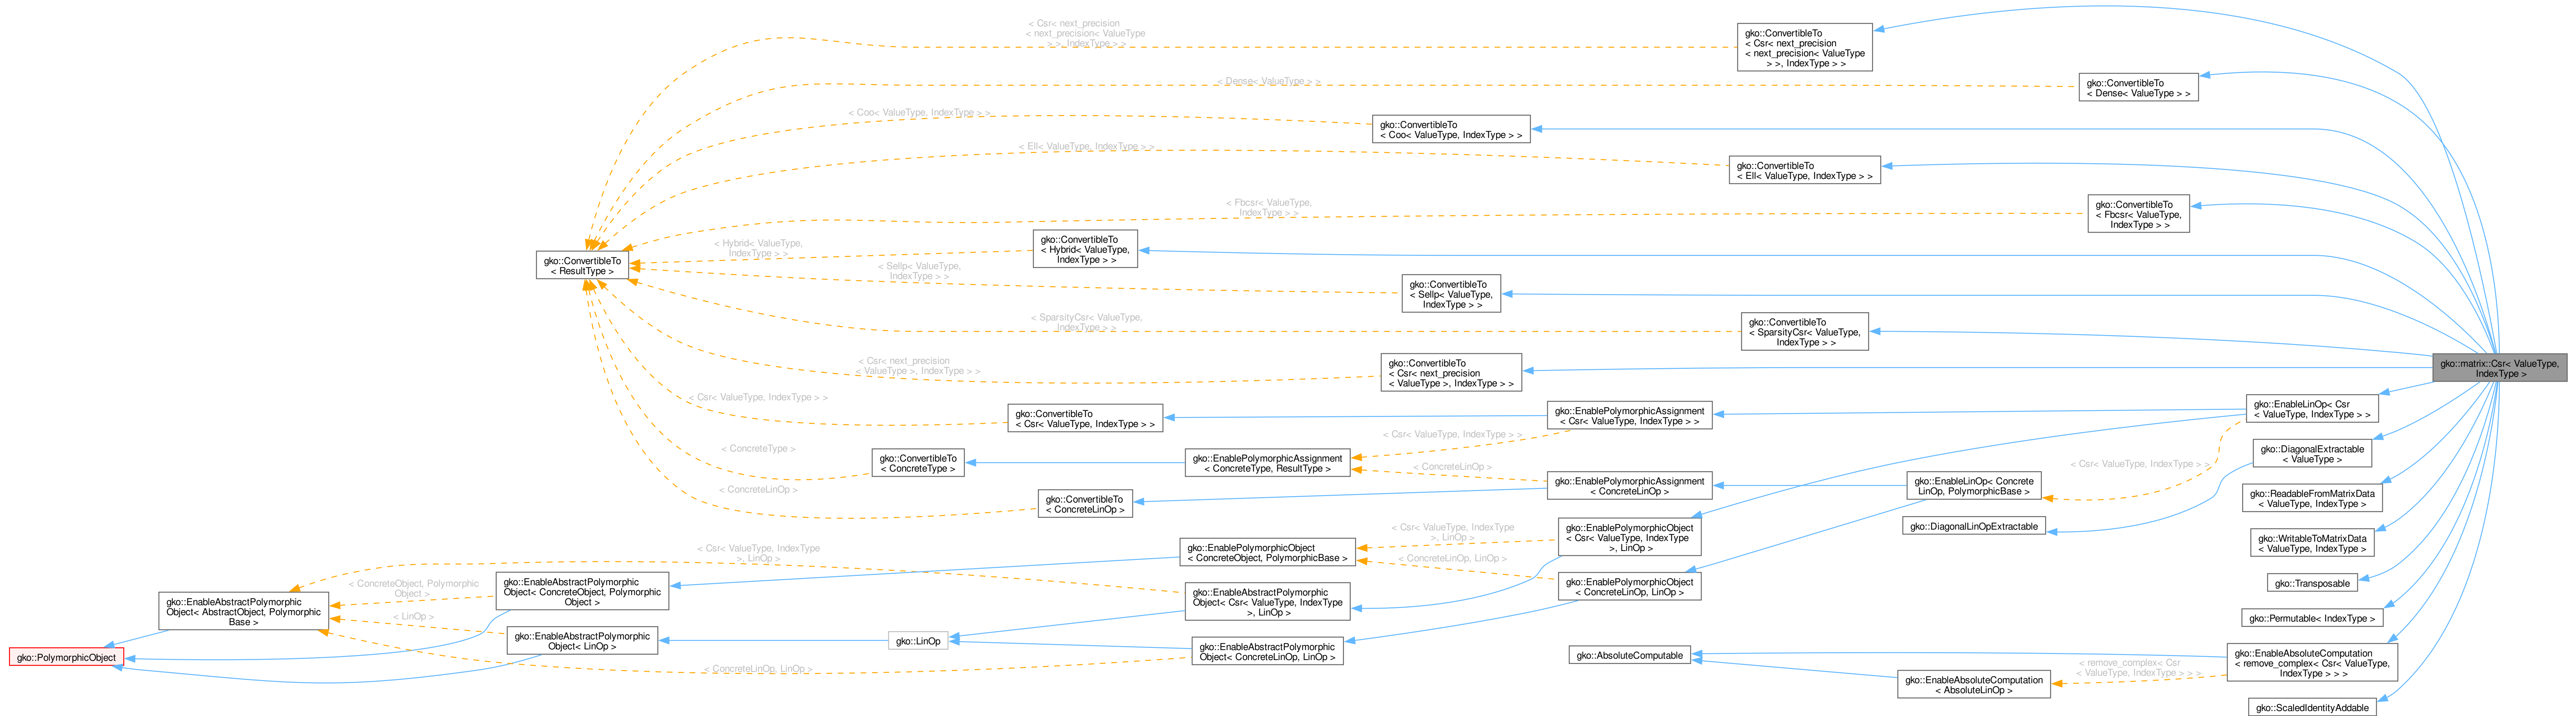 < Csr< next_precision
< next_precision< ValueType
> >, IndexType > >
gko::ConvertibleTo
< Csr< next_precision
< next_precision< ValueType
> >, IndexType > >
< Dense< ValueType > >
gko::ConvertibleTo
< Dense< ValueType > >
< Coo< ValueType, IndexType > >
gko::ConvertibleTo
< Coo< ValueType, IndexType > >
< Ell< ValueType, IndexType > >
gko::ConvertibleTo
< Ell< ValueType, IndexType > >
< Fbcsr< ValueType,
IndexType > >
gko::ConvertibleTo
< Fbcsr< ValueType,
IndexType > >
gko::ConvertibleTo
< ResultType >
< Hybrid< ValueType,
IndexType > >
gko::ConvertibleTo
< Hybrid< ValueType,
IndexType > >
< Sellp< ValueType,
IndexType > >
gko::ConvertibleTo
< Sellp< ValueType,
IndexType > >
< SparsityCsr< ValueType,
IndexType > >
gko::ConvertibleTo
< SparsityCsr< ValueType,
IndexType > >
< Csr< next_precision
< ValueType >, IndexType > >
gko::ConvertibleTo
< Csr< next_precision
< ValueType >, IndexType > >
gko::matrix::Csr< ValueType,
IndexType >
< Csr< ValueType, IndexType > >
gko::ConvertibleTo
< Csr< ValueType, IndexType > >
gko::EnablePolymorphicAssignment
< Csr< ValueType, IndexType > >
gko::EnableLinOp< Csr
< ValueType, IndexType > >
< ConcreteType >
gko::ConvertibleTo
< ConcreteType >
gko::EnablePolymorphicAssignment
< ConcreteType, ResultType >
< Csr< ValueType, IndexType > >
< ConcreteLinOp >
gko::DiagonalExtractable
< ValueType >
< ConcreteLinOp >
gko::ConvertibleTo
< ConcreteLinOp >
gko::EnablePolymorphicAssignment
< ConcreteLinOp >
gko::EnableLinOp< Concrete
LinOp, PolymorphicBase >
< Csr< ValueType, IndexType > >
gko::ReadableFromMatrixData
< ValueType, IndexType >
gko::DiagonalLinOpExtractable
gko::WritableToMatrixData
< ValueType, IndexType >
gko::EnablePolymorphicObject
< ConcreteObject, PolymorphicBase >
< Csr< ValueType, IndexType
>, LinOp >
< ConcreteLinOp, LinOp >
gko::EnablePolymorphicObject
< Csr< ValueType, IndexType
>, LinOp >
gko::EnablePolymorphicObject
< ConcreteLinOp, LinOp >
gko::Transposable
< Csr< ValueType, IndexType
>, LinOp >
< ConcreteObject, Polymorphic
Object >
gko::EnableAbstractPolymorphic
Object< ConcreteObject, Polymorphic
Object >
gko::EnableAbstractPolymorphic
Object< Csr< ValueType, IndexType
>, LinOp >
gko::EnableAbstractPolymorphic
Object< AbstractObject, Polymorphic
Base >
< LinOp >
gko::EnableAbstractPolymorphic
Object< LinOp >
gko::LinOp
gko::Permutable< IndexType >
gko::PolymorphicObject
< ConcreteLinOp, LinOp >
gko::EnableAbstractPolymorphic
Object< ConcreteLinOp, LinOp >
gko::AbsoluteComputable
gko::EnableAbsoluteComputation
< AbsoluteLinOp >
< remove_complex< Csr
< ValueType, IndexType > > >
gko::EnableAbsoluteComputation
< remove_complex< Csr< ValueType,
IndexType > > >
gko::ScaledIdentityAddable